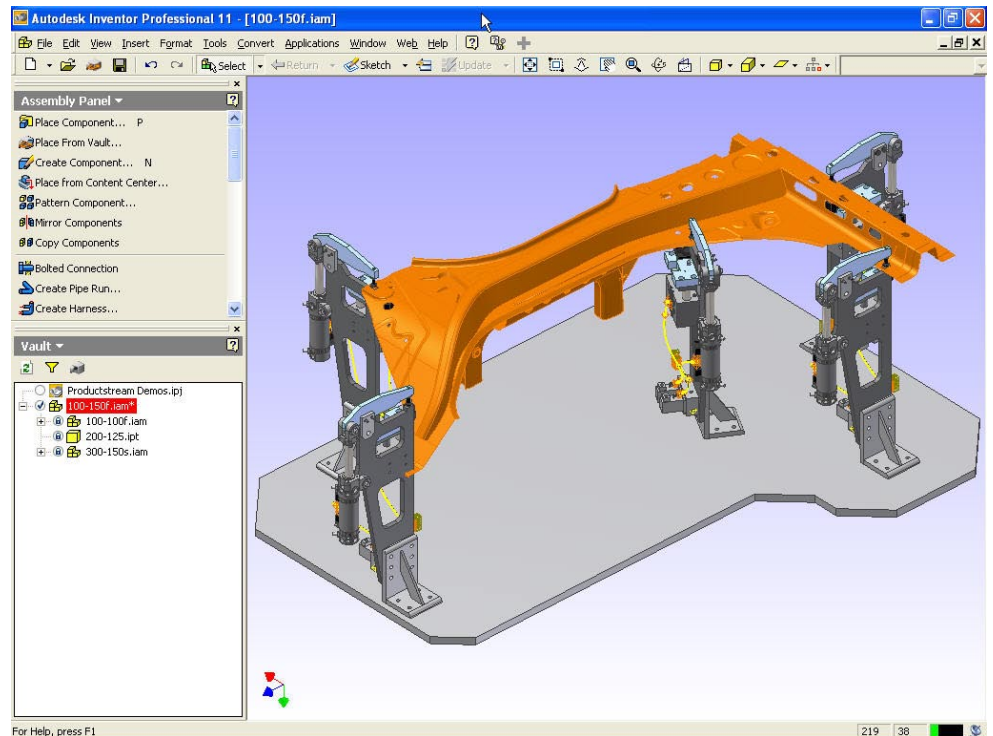 Autodesk Inventor Professional 11 - [100-150f.iam]
File Edit View Insert Format Tools Convert Applications Window Web Help
Select Return Sketch Update
Assembly Panel
Place Component... P
Place From Vault...
Create Component... N
Place from Content Center...
Pattern Component...
Mirror Components
Copy Components
Bolted Connection
Create Pipe Run...
Create Harness...
Vault
Productstream Demos.ipj
100-150f.iam*
100-100f.iam
200-125.ipt
300-150s.iam
For Help, press F1
219 38